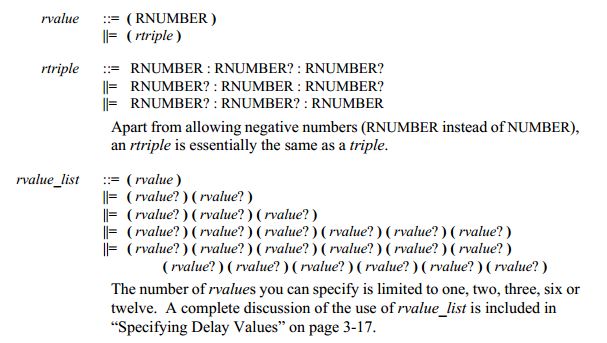 rvalue ::= ( RNUMBER )
||= ( rtriple )
rtriple ::= RNUMBER : RNUMBER? : RNUMBER?
||= RNUMBER? : RNUMBER : RNUMBER?
||= RNUMBER? : RNUMBER? : RNUMBER
Apart from allowing negative numbers (RNUMBER instead of NUMBER),
an rtriple is essentially the same as a triple.
rvalue_list ::= ( rvalue )
||= ( rvalue? ) ( rvalue? )
||= ( rvalue? ) ( rvalue? ) ( rvalue? )
||= ( rvalue? ) ( rvalue? ) ( rvalue? ) ( rvalue? ) ( rvalue? ) ( rvalue? )
||= ( rvalue? ) ( rvalue? ) ( rvalue? ) ( rvalue? ) ( rvalue? ) ( rvalue? )
( rvalue? ) ( rvalue? ) ( rvalue? ) ( rvalue? ) ( rvalue? ) ( rvalue? )
The number of rvalues you can specify is limited to one, two, three, six or
twelve. A complete discussion of the use of rvalue_list is included in
“Specifying Delay Values” on page 3-17.